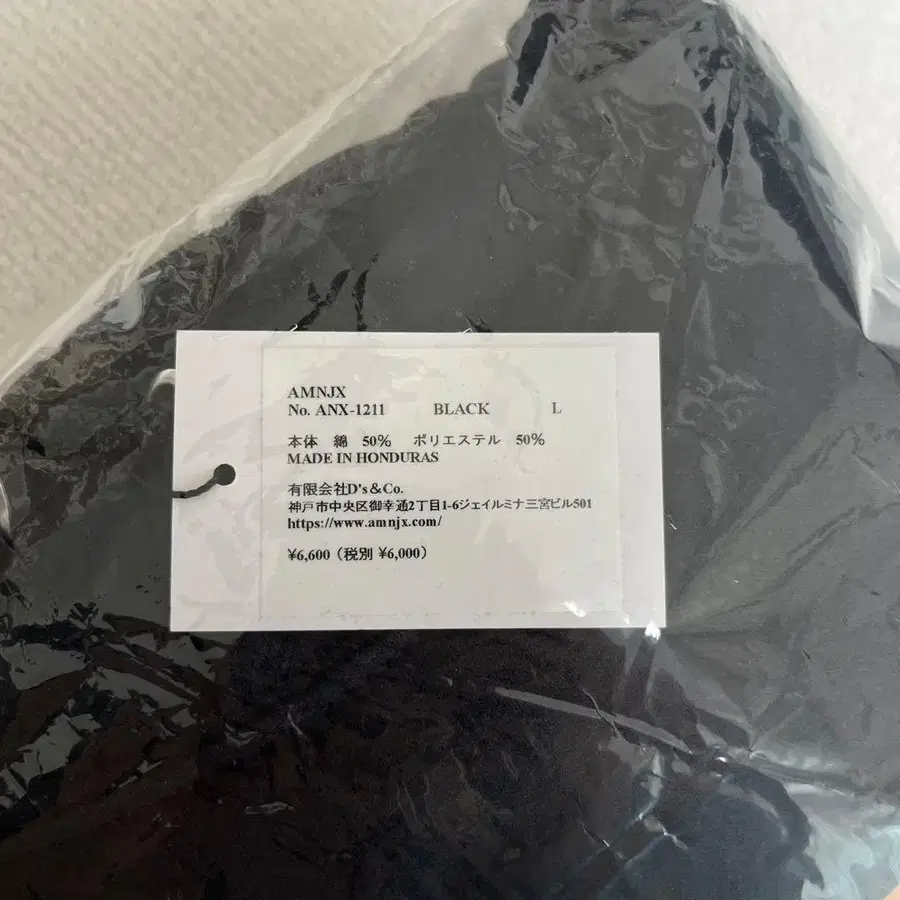 AMNJX
No. ANX-1211 BLACK L
本体 綿 50% ポリエステル 50%
MADE IN HONDURAS
有限会社D's&Co.
神戸市中央区御幸通2丁目1-6ジェイルミナ三宮ビル501
https://www.amnjx.com/
¥6,600（税別 ¥6,000）